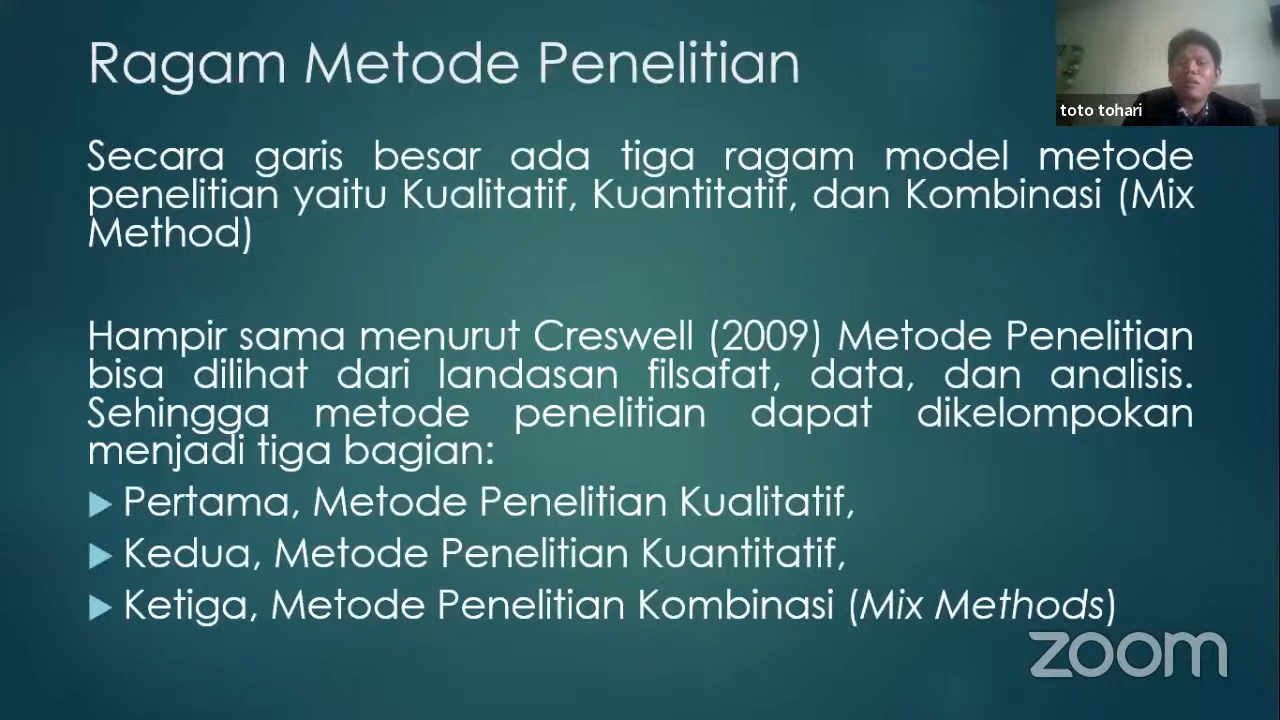 Ragam Metode Penelitian
toto tohari
Secara garis besar ada tiga ragam model metode
penelitian yaitu Kualitatif, Kuantitatif, dan Kombinasi (Mix
Method)
Hampir sama menurut Creswell (2009) Metode Penelitian
bisa dilihat dari landasan filsafat, data, dan analisis.
Sehingga metode penelitian dapat dikelompokan
menjadi tiga bagian:
Pertama, Metode Penelitian Kualitatif,
Kedua, Metode Penelitian Kuantitatif,
Ketiga, Metode Penelitian Kombinasi (Mix Methods)
zoom